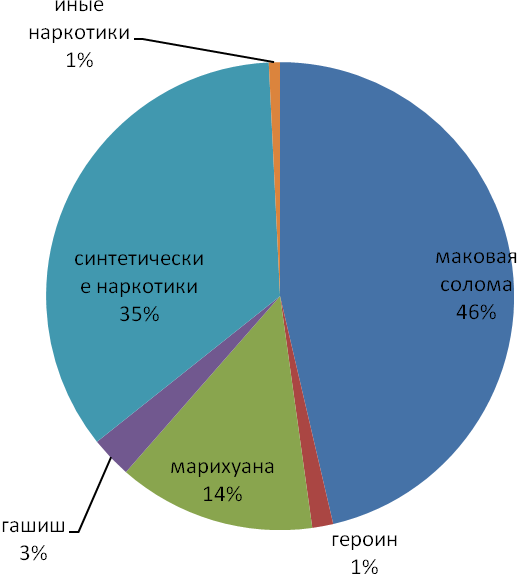 иные
наркотики
1%
маковая
солома
46%
синтетически
е наркотики
35%
марихуана
14%
гашиш
3%
героин
1%